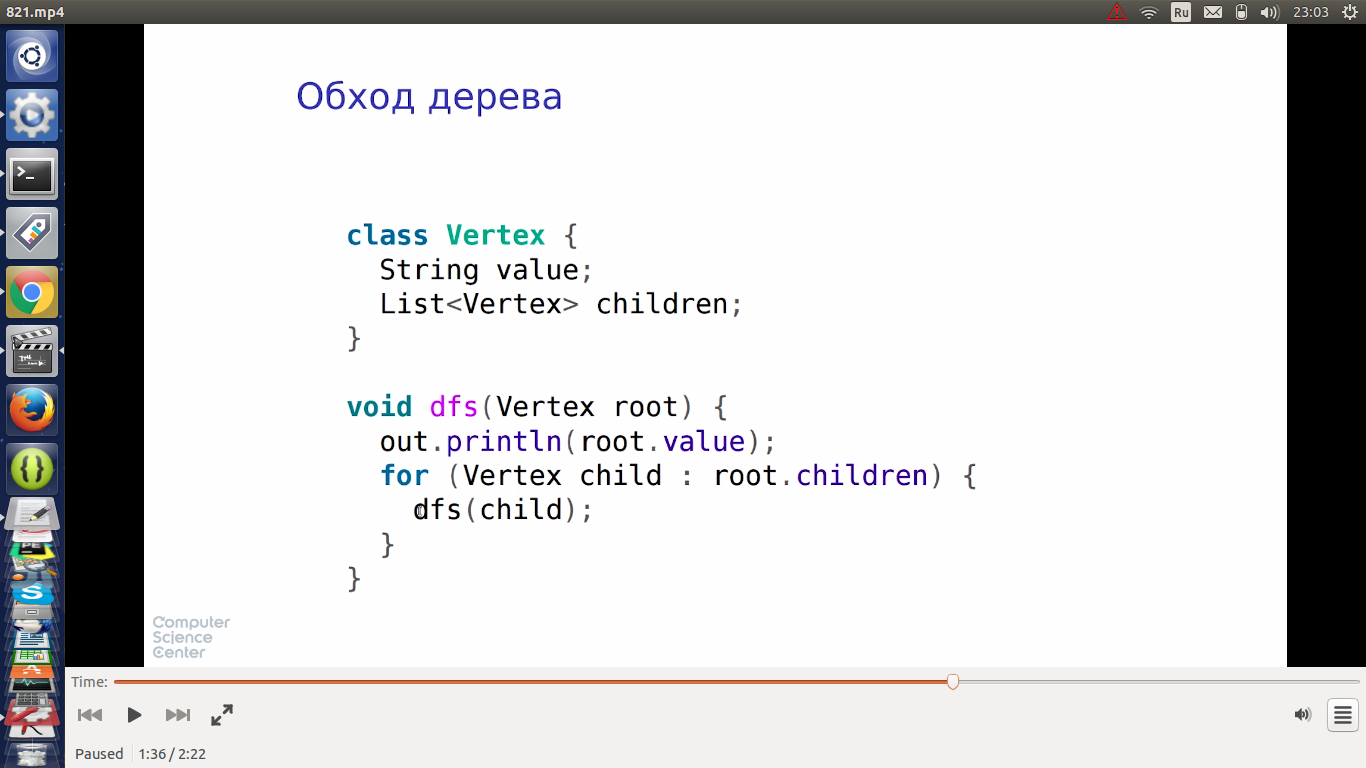 821.mp4
Ru
23:03
Обход дерева
class Vertex {
  String value;
  List<Vertex> children;
}
void dfs(Vertex root) {
  out.println(root.value);
  for (Vertex child : root.children) {
    dfs(child);
  }
}
Computer
Science
Center
Time:
Paused
1:36 / 2:22